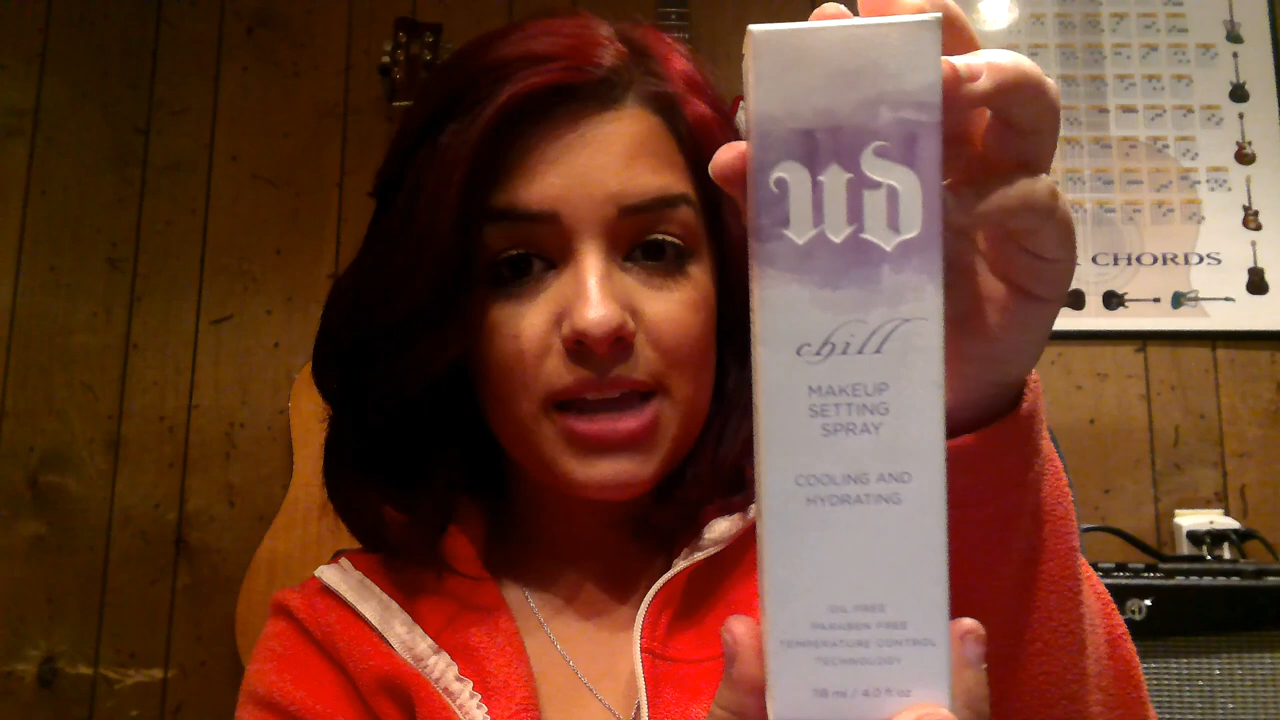 ud
chill
MAKEUP
SETTING
SPRAY
COOLING AND
HYDRATING
OIL FREE
PARABEN FREE
TEMPERATURE CONTROL
TECHNOLOGY
118 ml / 4.0 fl oz
CHORDS